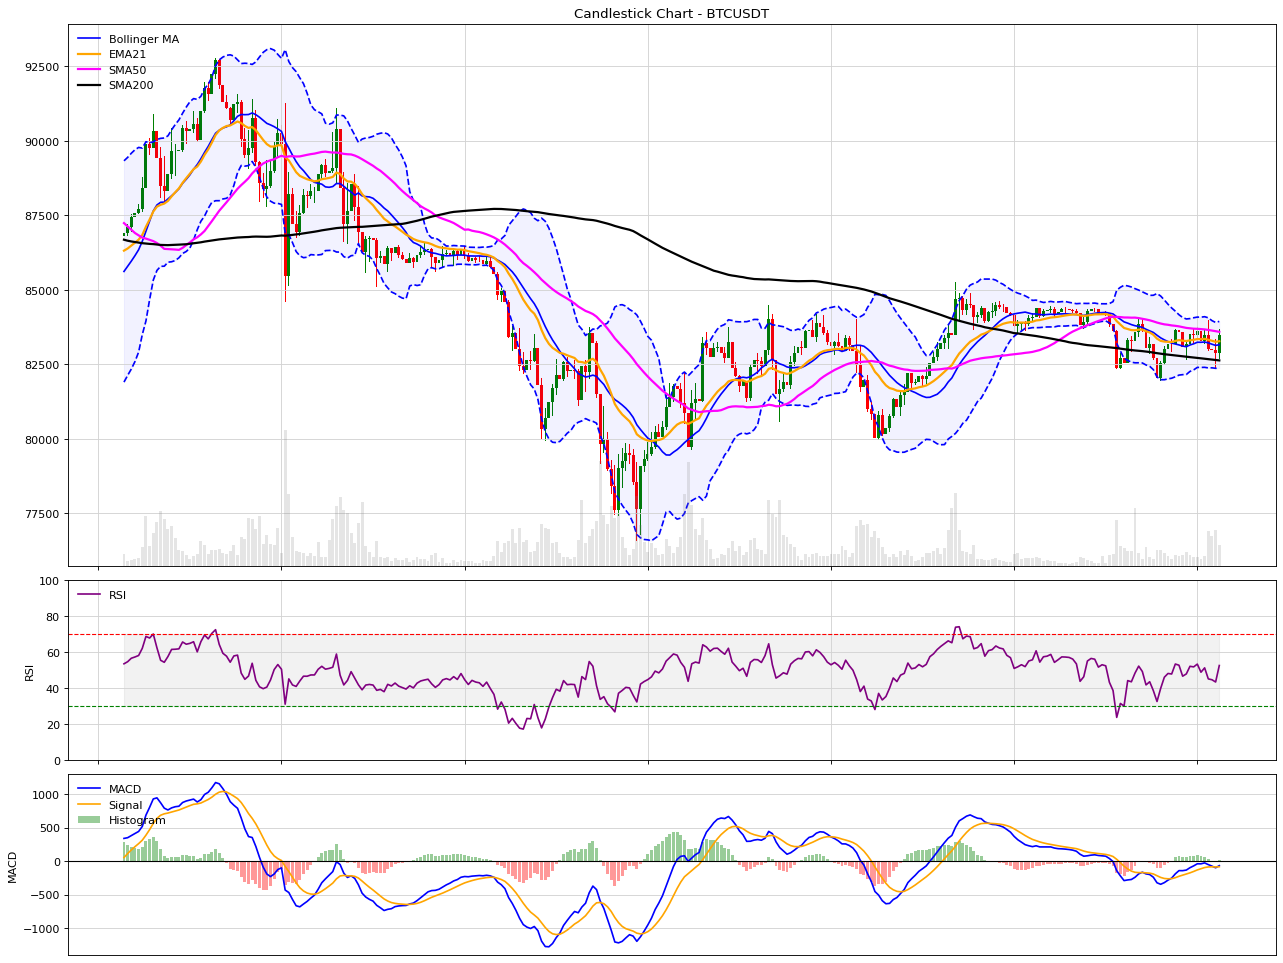 Candlestick Chart - BTCUSDT
Bollinger MA
EMA21
SMA50
SMA200
92500
90000
87500
85000
82500
80000
77500
RSI
100
80
60
40
20
0
RSI
MACD
Signal
Histogram
1000
500
0
−500
−1000
MACD